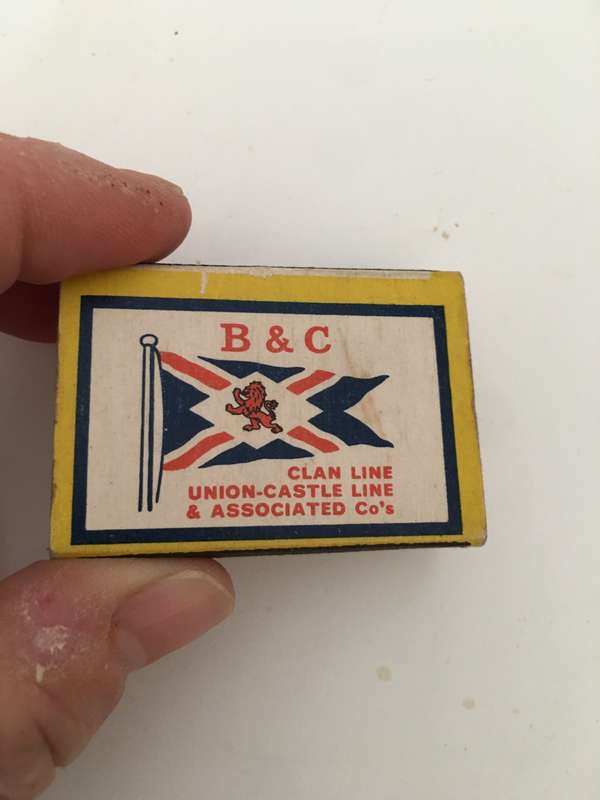 B & C
CLAN LINE
UNION-CASTLE LINE
& ASSOCIATED Co's